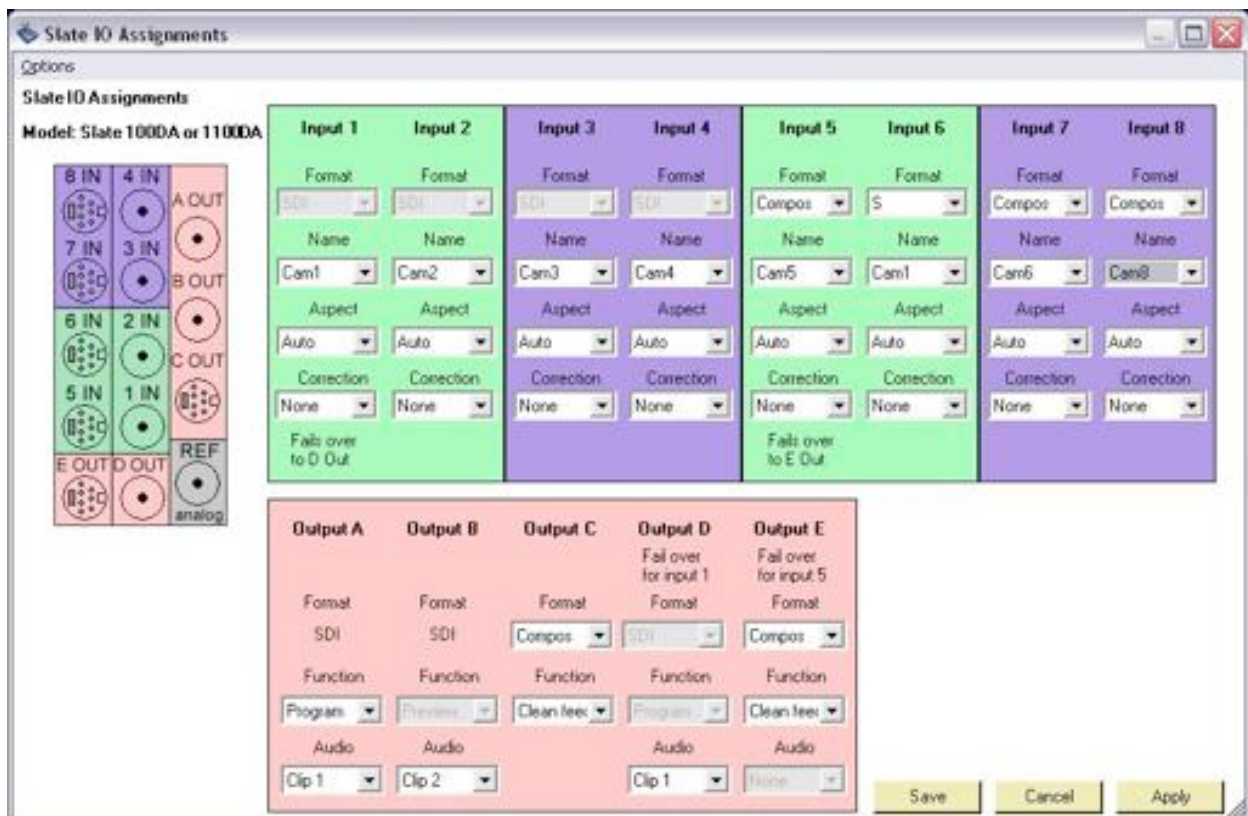 Slate IO Assignments
Options
Slate IO Assignments
Model: Slate 100DA or 1100DA
8 IN 4 IN
A OUT
7 IN 3 IN
B OUT
6 IN 2 IN
C OUT
5 IN 1 IN
REF
E OUT D OUT
analog
Input 1 Input 2 Input 3 Input 4 Input 5 Input 6 Input 7 Input 8
Format Format Format Format Format Format Format Format
SDI SDI SDI SDI Compos S Compos Compos
Name Name Name Name Name Name Name Name
Cam1 Cam2 Cam3 Cam4 Cam5 Cam1 Cam6 Cam8
Aspect Aspect Aspect Aspect Aspect Aspect Aspect Aspect
Auto Auto Auto Auto Auto Auto Auto Auto
Correction Correction Correction Correction Correction Correction Correction Correction
None None None None None None None None
Fails over Fails over
to D Out to E Out
Output A Output B Output C Output D Output E
Fail over Fail over
for input 1 for input 5
Format Format Format Format Format
SDI SDI Compos SDI Compos
Function Function Function Function Function
Program Preview Clean feed Program Clean feed
Audio Audio Audio Audio
Clip 1 Clip 2 Clip 1 None
Save Cancel Apply